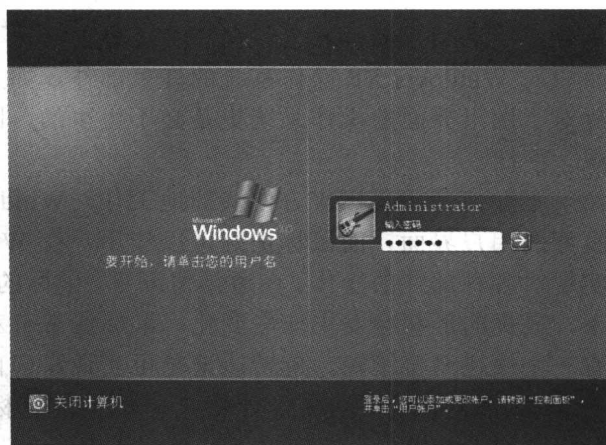 Microsoft
Windows xp
要开始，请单击您的用户名
Administrator
输入密码
关闭计算机
登录后，您可以添加或更改帐户。请转到“控制面板”，
并单击“用户帐户”。